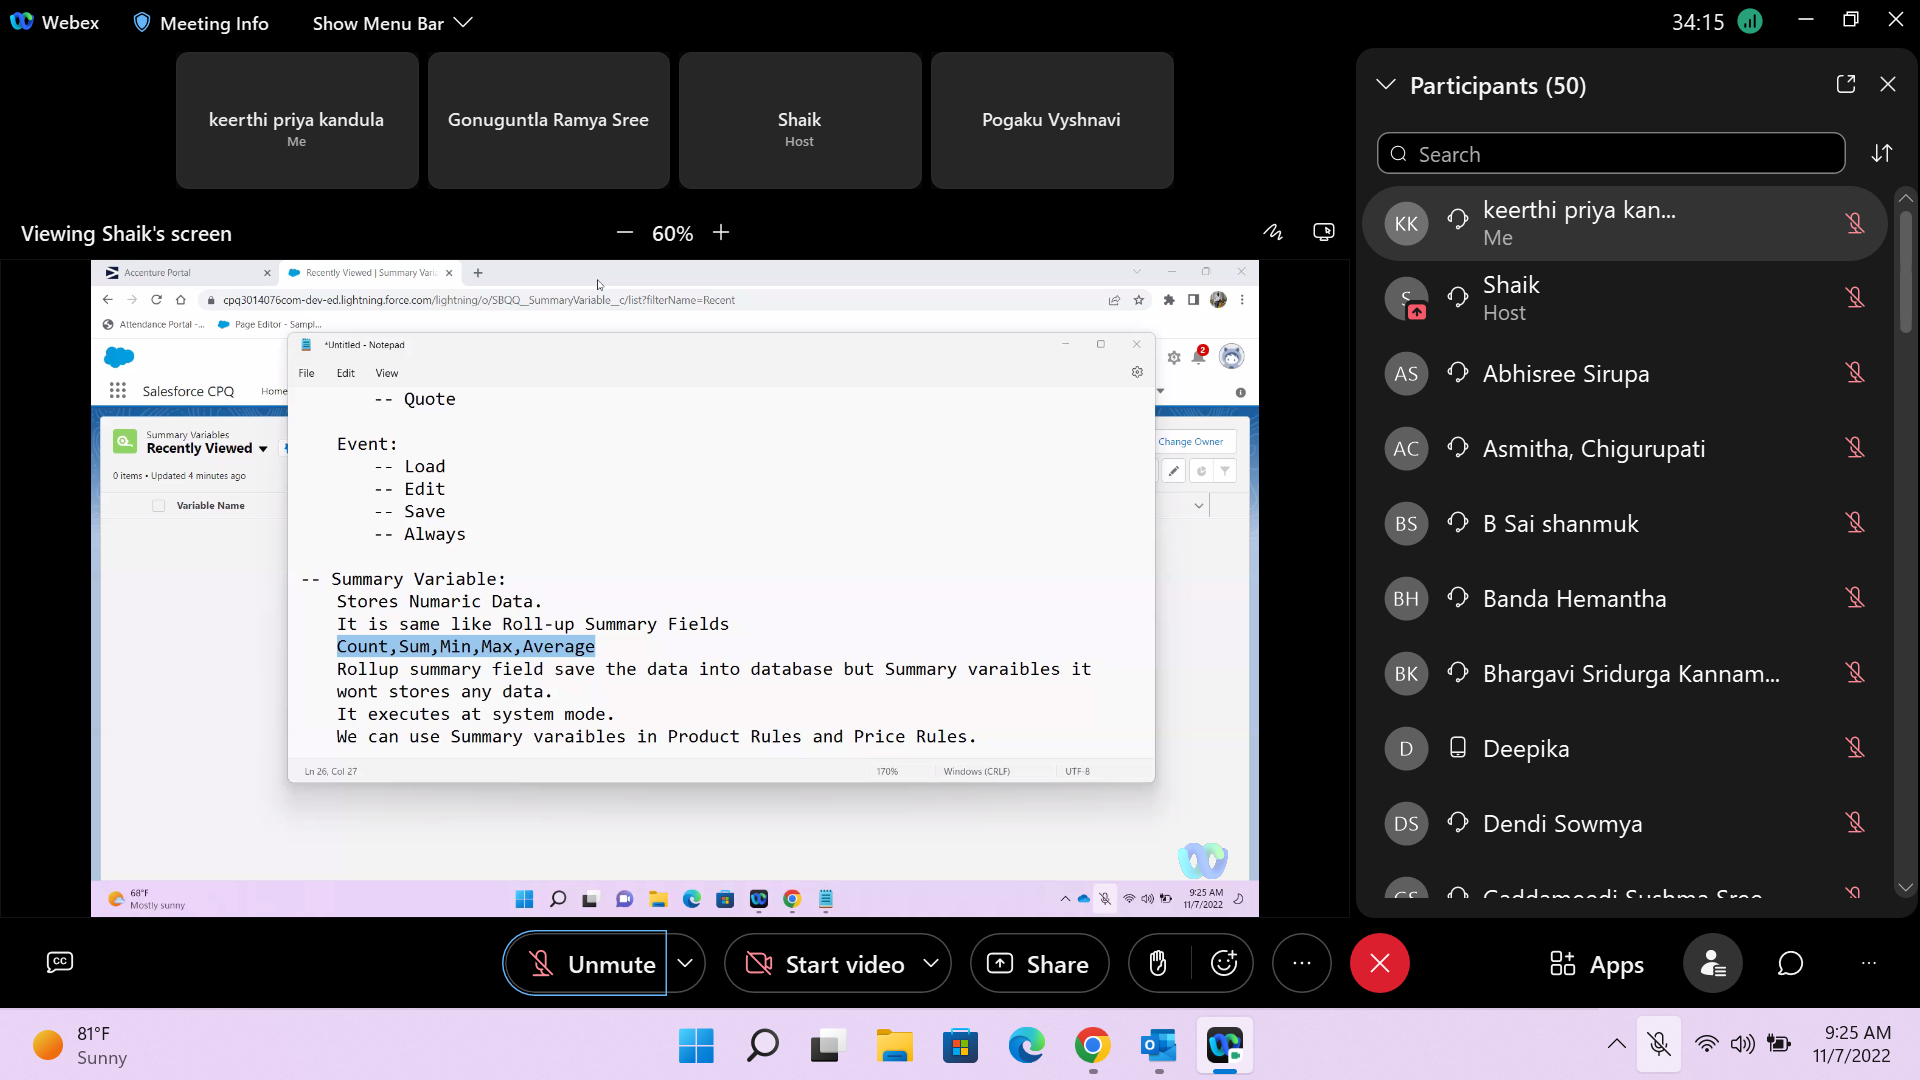 Webex
Meeting Info
Show Menu Bar
34:15
keerthi priya kandula
Me
Gonuguntla Ramya Sree
Shaik
Host
Pogaku Vyshnavi
Viewing Shaik's screen
60%
Accenture Portal
Recently Viewed | Summary Varia
cpq3014076com-dev-ed.lightning.force.com/lightning/o/SBQQ__SummaryVariable__c/list?filterName=Recent
Attendance Portal -...
Page Editor - Sampl...
*Untitled - Notepad
File
Edit
View
2
Salesforce CPQ
Home
Summary Variables
Recently Viewed
0 items • Updated 4 minutes ago
Change Owner
Variable Name
-- Quote
Event:
-- Load
-- Edit
-- Save
-- Always
-- Summary Variable:
Stores Numaric Data.
It is same like Roll-up Summary Fields
Count,Sum,Min,Max,Average
Rollup summary field save the data into database but Summary varaibles it
wont stores any data.
It executes at system mode.
We can use Summary varaibles in Product Rules and Price Rules.
Ln 26, Col 27
170%
Windows (CRLF)
UTF-8
68°F
Mostly sunny
9:25 AM
11/7/2022
Participants (50)
Search
KK
keerthi priya kan...
Me
S
Shaik
Host
AS
Abhisree Sirupa
AC
Asmitha, Chigurupati
BS
B Sai shanmuk
BH
Banda Hemantha
BK
Bhargavi Sridurga Kannam...
D
Deepika
DS
Dendi Sowmya
GS
Gaddameedi Sushma Sree
CC
Unmute
Start video
Share
Apps
81°F
Sunny
9:25 AM
11/7/2022